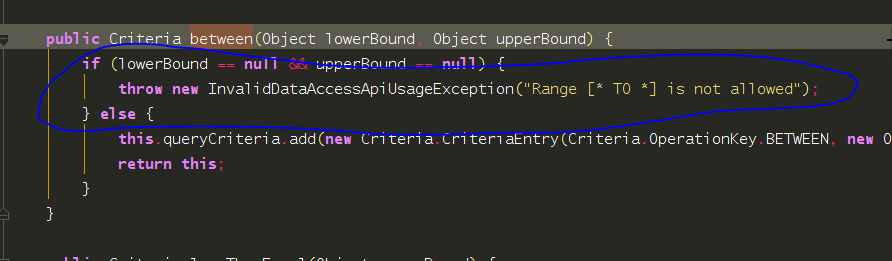 public Criteria between(Object lowerBound, Object upperBound) {
if (lowerBound == null && upperBound == null) {
throw new InvalidDataAccessApiUsageException("Range [* TO *] is not allowed");
} else {
this.queryCriteria.add(new Criteria.CriteriaEntry(Criteria.OperationKey.BETWEEN, new O
return this;
}
}